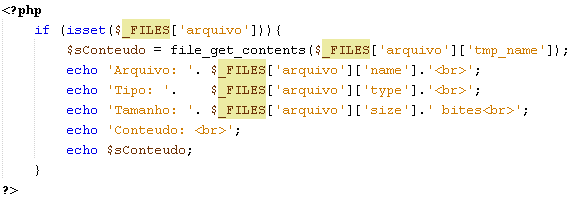 <?php
if (isset($_FILES['arquivo'])){
$sConteudo = file_get_contents($_FILES['arquivo']['tmp_name']);
echo 'Arquivo: '. $_FILES['arquivo']['name'].'<br>';
echo 'Tipo: '. $_FILES['arquivo']['type'].'<br>';
echo 'Tamanho: '. $_FILES['arquivo']['size'].' bites<br>';
echo 'Conteudo: <br>';
echo $sConteudo;
}
?>